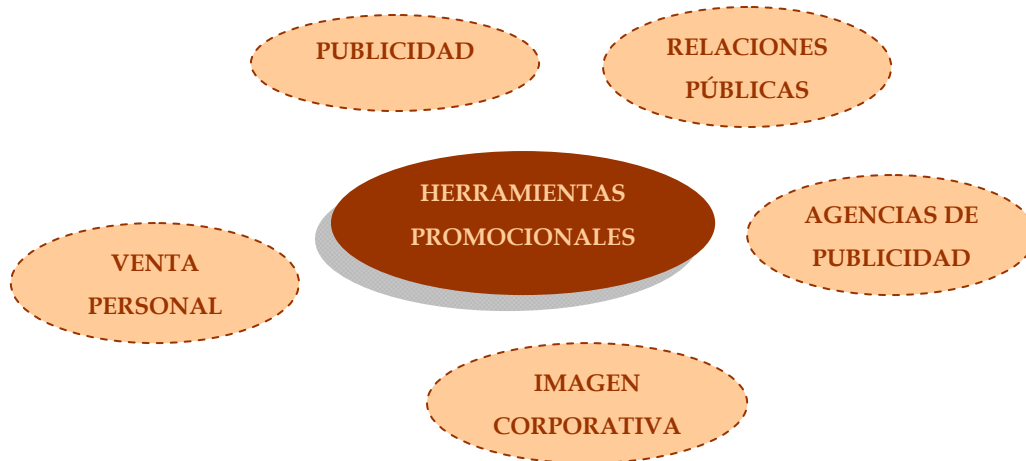 PUBLICIDAD
RELACIONES
PÚBLICAS
HERRAMIENTAS
PROMOCIONALES
AGENCIAS DE
PUBLICIDAD
VENTA
PERSONAL
IMAGEN
CORPORATIVA